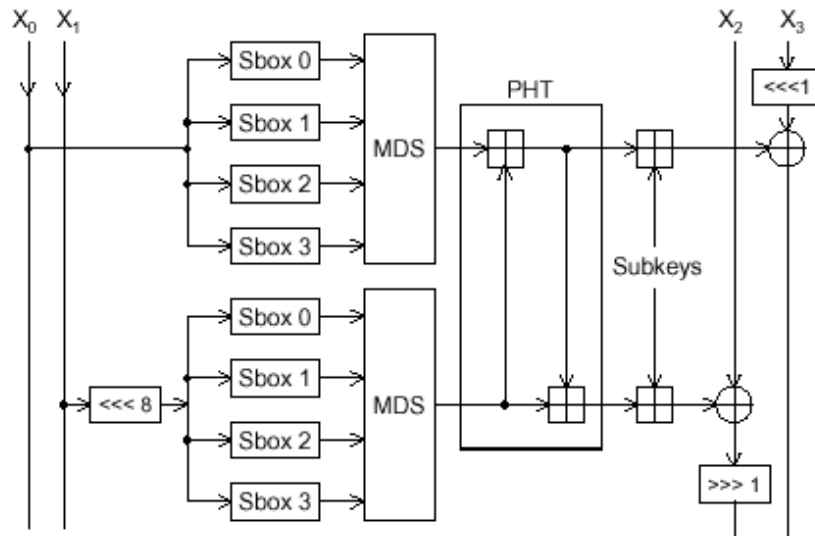 X0 X1 X2 X3
Sbox 0
Sbox 1
Sbox 2
Sbox 3
MDS
PHT
<<<1
Subkeys
<<< 8
Sbox 0
Sbox 1
Sbox 2
Sbox 3
MDS
>>> 1